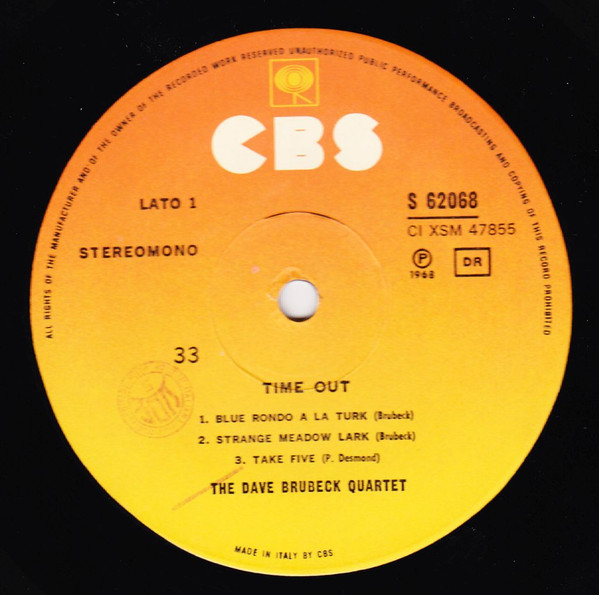 ALL RIGHTS OF THE MANUFACTURER AND OF THE OWNER OF THE RECORDED WORK RESERVED UNAUTHORIZED PUBLIC PERFORMANCE BROADCASTING AND COPYING OF THIS RECORD PROHIBITED
CBS
LATO 1
S 62068
CI XSM 47855
STEREOMONO
Ⓟ
1968
DR
33
TIME OUT
1. BLUE RONDO A LA TURK (Brubeck)
2. STRANGE MEADOW LARK (Brubeck)
3. TAKE FIVE (P. Desmond)
THE DAVE BRUBECK QUARTET
MADE IN ITALY BY CBS